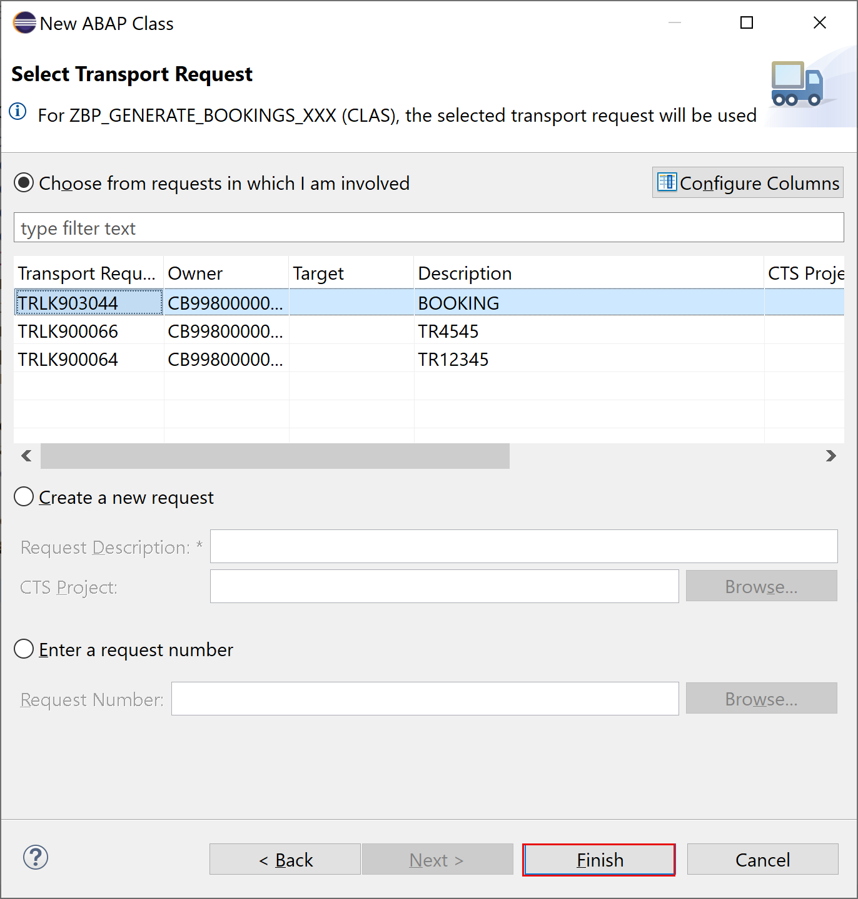 New ABAP Class
Select Transport Request
For ZBP_GENERATE_BOOKINGS_XXX (CLAS), the selected transport request will be used
Choose from requests in which I am involved
Configure Columns
type filter text
Transport Requ... Owner Target Description CTS Proje
TRLK903044 CB99800000... BOOKING
TRLK900066 CB99800000... TR4545
TRLK900064 CB99800000... TR12345
Create a new request
Request Description: *
CTS Project:
Browse...
Enter a request number
Request Number:
Browse...
? < Back Next > Finish Cancel